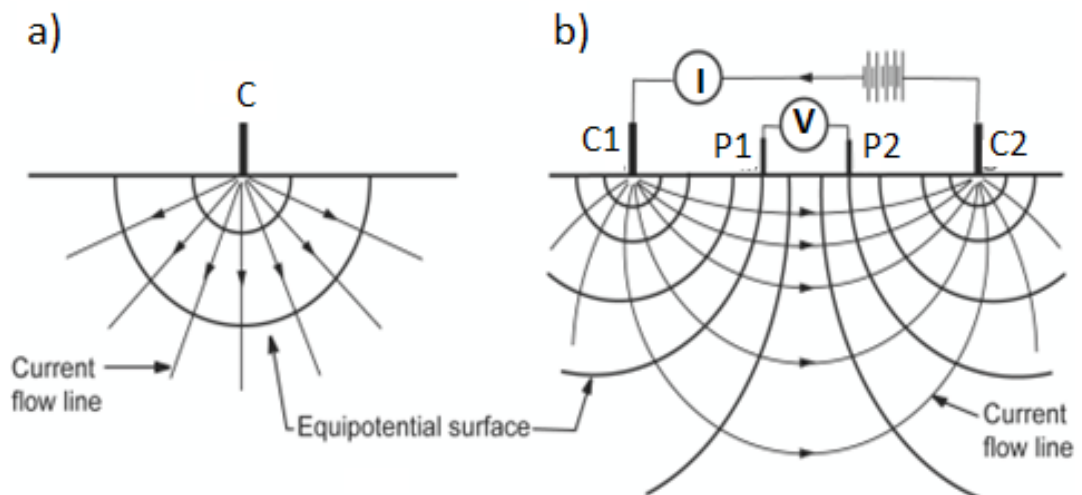 a)
C
Current
flow line
Equipotential surface
b)
I
V
C1
P1
P2
C2
Current
flow line